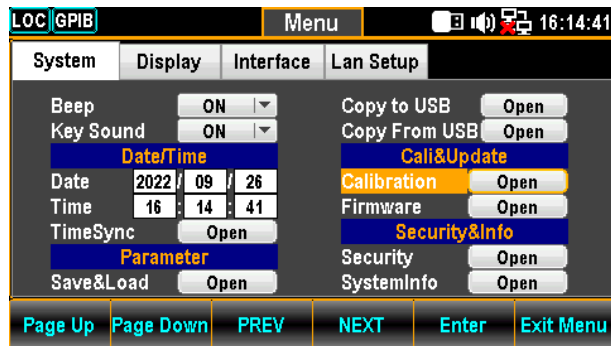 LOC GPIB Menu 16:14:41
System Display Interface Lan Setup
Beep ON
Key Sound ON
Date/Time
Date 2022 / 09 / 26
Time 16 : 14 : 41
TimeSync Open
Parameter
Save&Load Open
Copy to USB Open
Copy From USB Open
Cali&Update
Calibration Open
Firmware Open
Security&Info
Security Open
SystemInfo Open
Page Up Page Down PREV NEXT Enter Exit Menu